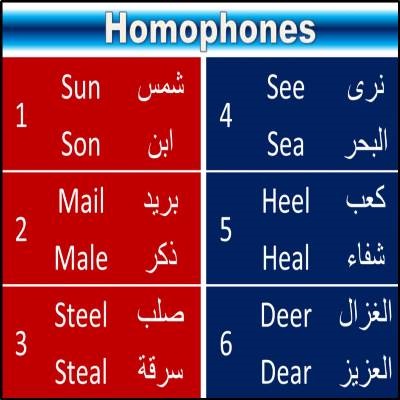 Homophones
1
Sun شمس
Son ابن
2
Mail بريد
Male ذكر
3
Steel صلب
Steal سرقة
4
See نرى
Sea البحر
5
Heel كعب
Heal شفاء
6
Deer الغزال
Dear العزيز